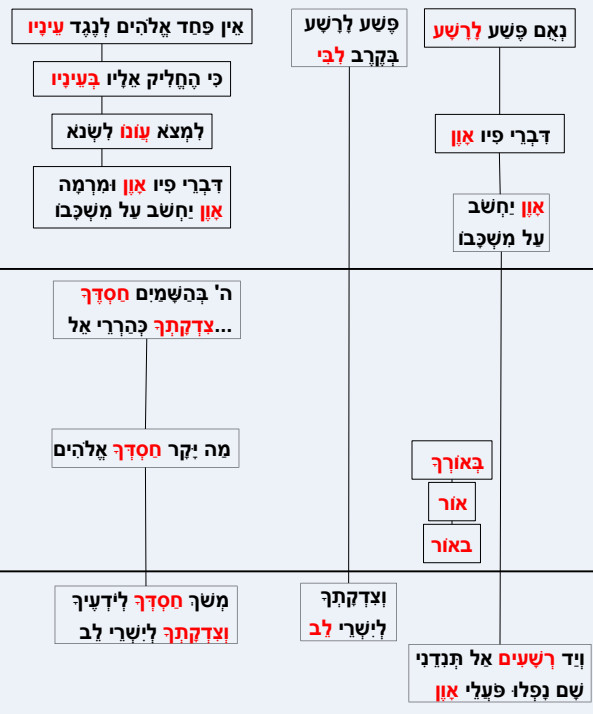 נְאֻם פֶּשַׁע לָרָשָׁע
דִּבְרֵי פִיו אָוֶן
אָוֶן יַחְשֹׁב
עַל מִשְׁכָּבוֹ
פֶּשַׁע לָרָשָׁע
בְּקֶרֶב לִבִּי
אֵין פַּחַד אֱלֹהִים לְנֶגֶד עֵינָיו
כִּי הֶחֱלִיק אֵלָיו בְּעֵינָיו
לִמְצֹא עֲוֺנוֹ לִשְׂנֹא
דִּבְרֵי פִיו אָוֶן וּמִרְמָה
אָוֶן יַחְשֹׁב עַל מִשְׁכָּבוֹ
ה' בְּהַשָּׁמַיִם חַסְדֶּךָ
צִדְקָתְךָ כְּהַרְרֵי אֵל...
מַה יָּקָר חַסְדְּךָ אֱלֹהִים
בְּאוֹרְךָ
אוֹר
באוֹר
וְיַד רְשָׁעִים אַל תְּנִדֵנִי
שָׁם נָפְלוּ פֹּעֲלֵי אָוֶן
וְצִדְקָתְךָ
לְיִשְׁרֵי לֵב
מְשֹׁךְ חַסְדְּךָ לְיֹדְעֶיךָ
וְצִדְקָתְךָ לְיִשְׁרֵי לֵב